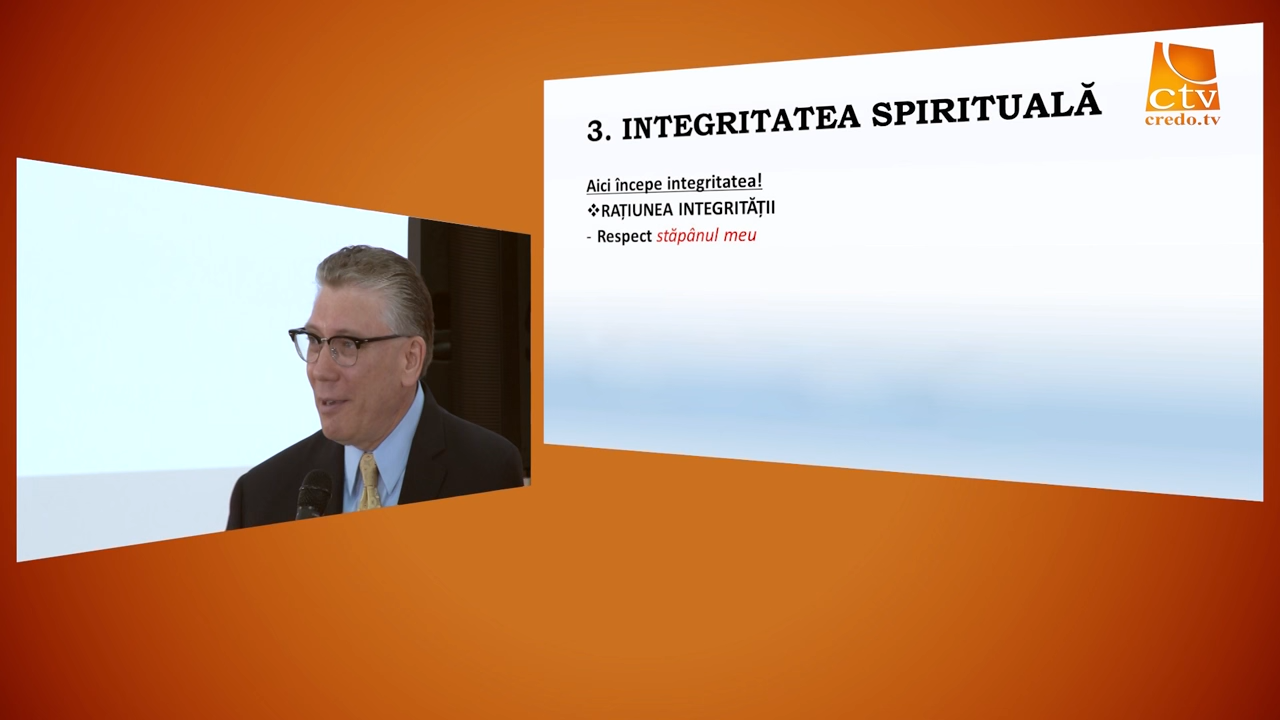 3. INTEGRITATEA SPIRITUALĂ
ctv
credo.tv
Aici începe integritatea!
❖RAȚIUNEA INTEGRITĂȚII
- Respect stăpânul meu